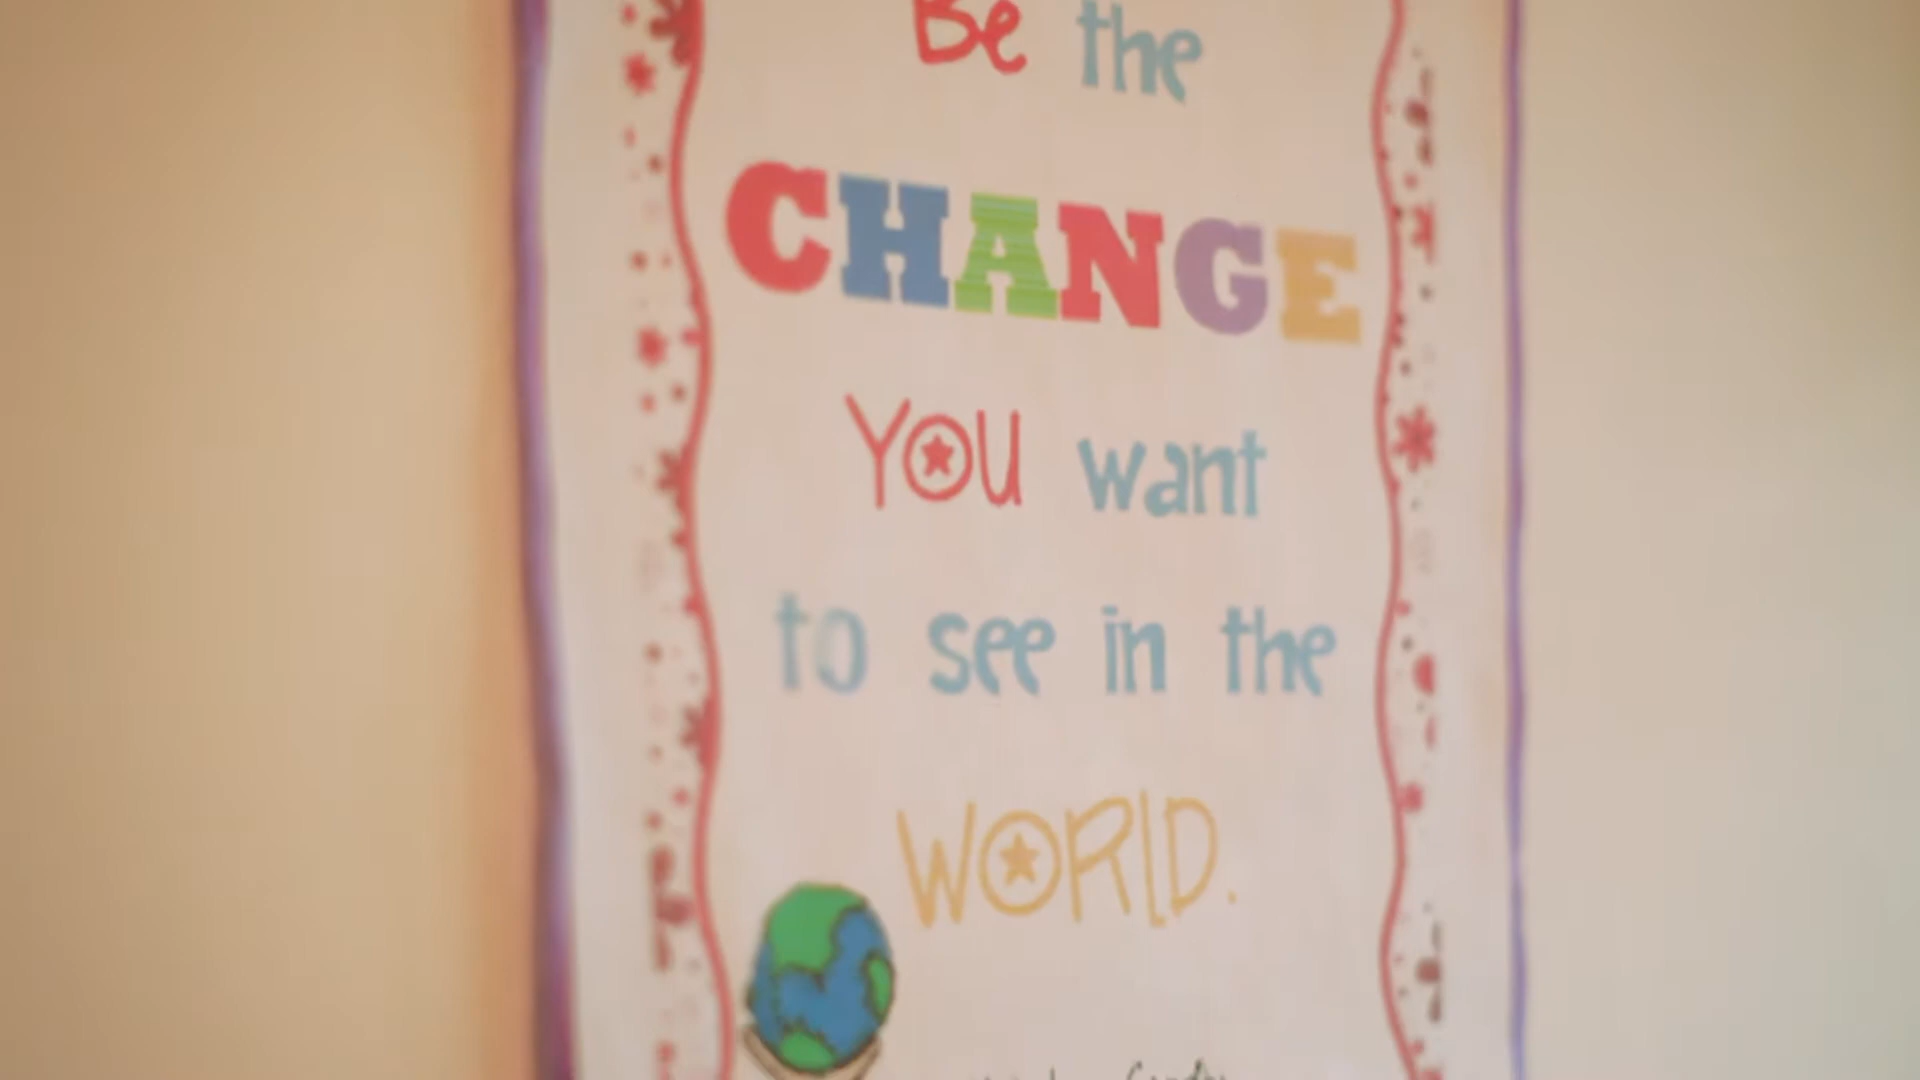 Be the
CHANGE
YOU want
to see in the
WORLD.